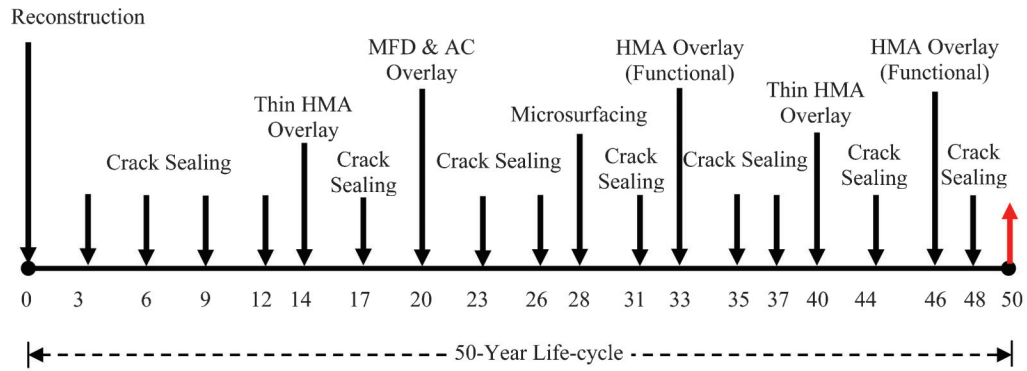 Reconstruction
MFD & AC
Overlay
HMA Overlay
(Functional)
HMA Overlay
(Functional)
Thin HMA
Overlay
Microsurfacing
Thin HMA
Overlay
Crack Sealing
Crack
Sealing
Crack Sealing
Crack
Sealing
Crack Sealing
Crack
Sealing
Crack
Sealing
0 3 6 9 12 14 17 20 23 26 28 31 33 35 37 40 44 46 48 50
50-Year Life-cycle